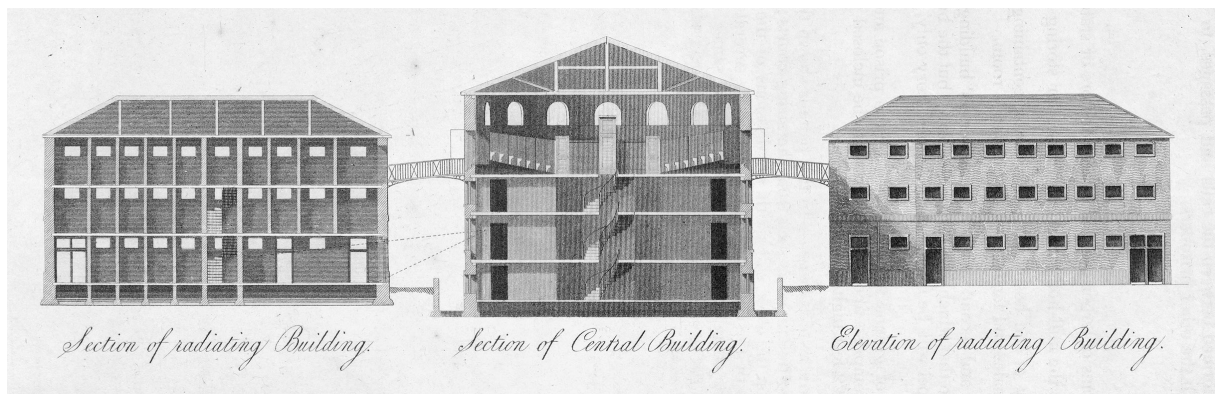 Section of radiating Building.
Section of Central Building.
Elevation of radiating Building.